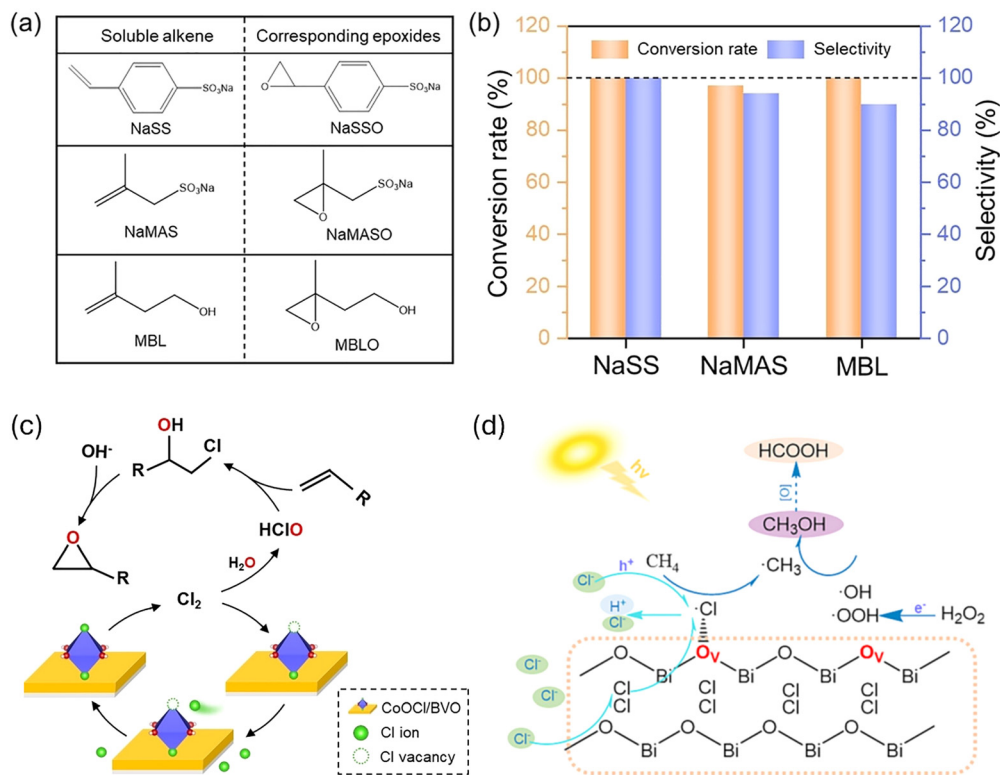 (a)
Soluble alkene
Corresponding epoxides
SO3Na
NaSS
O
SO3Na
NaSSO
SO3Na
NaMAS
O
SO3Na
NaMASO
OH
MBL
O
OH
MBLO
(b)
Conversion rate
Selectivity
Conversion rate (%)
120
100
80
60
40
20
0
120
100
80
60
40
20
0
Selectivity (%)
NaSS
NaMAS
MBL
(c)
OH
OH-
R
Cl
R
O
R
HClO
H2O
Cl2
CoOCl/BVO
Cl ion
Cl vacancy
(d)
hν
HCOOH
[O]
CH3OH
h+
CH4
·CH3
Cl-
H+
Cl-
·Cl
·OH
·OOH
e-
H2O2
O
Bi
OV
Bi
O
Bi
OV
Bi
Cl-
Cl-
Cl-
Cl
Cl
Cl
Cl
Cl
Cl
O
Bi
O
Bi
O
Bi
O
Bi